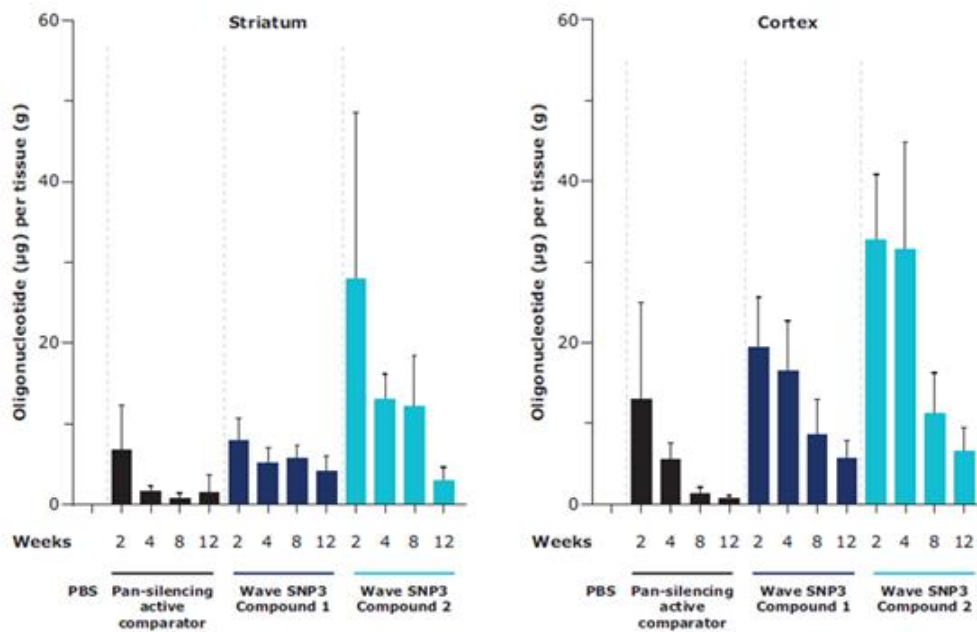 Striatum
Oligonucleotide (µg) per tissue (g)
60
40
20
0
Weeks 2 4 8 12 2 4 8 12 2 4 8 12
PBS Pan-silencing active comparator
Wave SNP3 Compound 1
Wave SNP3 Compound 2
Cortex
Oligonucleotide (µg) per tissue (g)
60
40
20
0
Weeks 2 4 8 12 2 4 8 12 2 4 8 12
PBS Pan-silencing active comparator
Wave SNP3 Compound 1
Wave SNP3 Compound 2